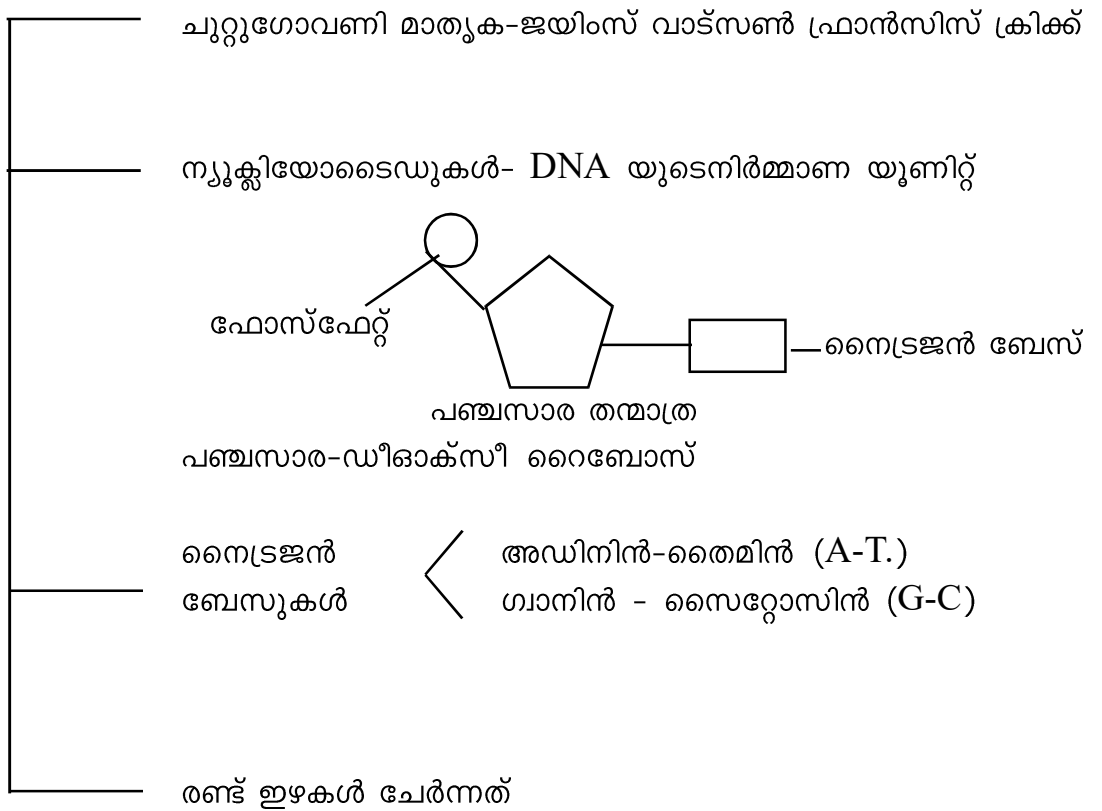 ചുറ്റുഗോവണി മാതൃക-ജയിംസ് വാട്സൺ ഫ്രാൻസിസ് ക്രിക്ക്
ന്യൂക്ലിയോടൈഡുകൾ- DNA യുടെനിർമ്മാണ യൂണിറ്റ്
ഫോസ്ഫേറ്റ്
നൈട്രജൻ ബേസ്
പഞ്ചസാര തന്മാത്ര
പഞ്ചസാര-ഡീഓക്സീ റൈബോസ്
നൈട്രജൻ
ബേസുകൾ
അഡിനിൻ-തൈമിൻ (A-T.)
ഗ്വാനിൻ - സൈറ്റോസിൻ (G-C)
രണ്ട് ഇഴകൾ ചേർന്നത്